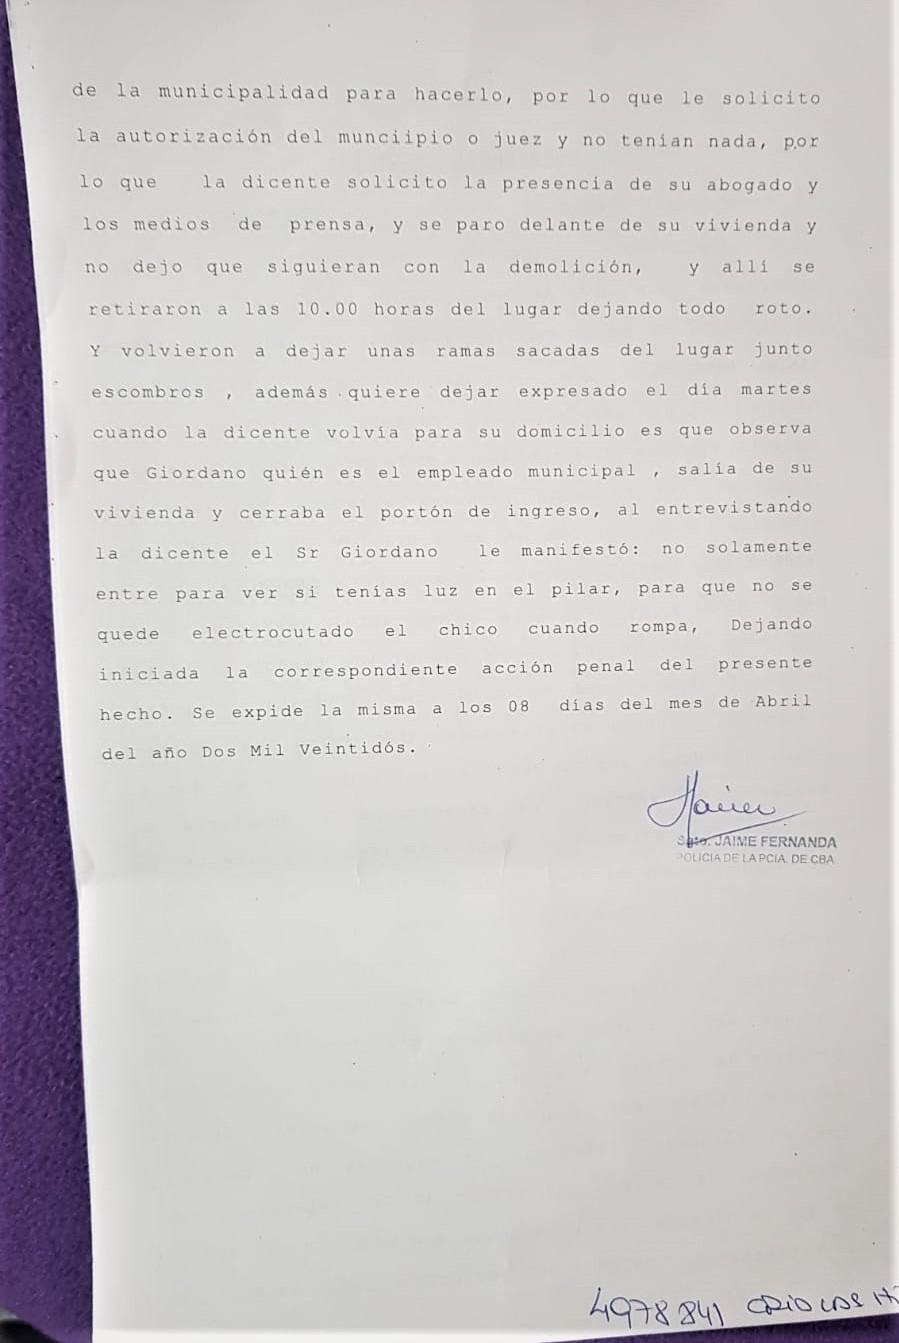 de la municipalidad para hacerlo, por lo que le solicito
la autorización del munciipio o juez y no tenían nada, por
lo que la dicente solicito la presencia de su abogado y
los medios de prensa, y se paro delante de su vivienda y
no dejo que siguieran con la demolición, y allí se
retiraron a las 10.00 horas del lugar dejando todo roto.
Y volvieron a dejar unas ramas sacadas del lugar junto
escombros , además quiere dejar expresado el día martes
cuando la dicente volvía para su domicilio es que observa
que Giordano quién es el empleado municipal , salía de su
vivienda y cerraba el portón de ingreso, al entrevistando
la dicente el Sr Giordano le manifestó: no solamente
entre para ver si tenías luz en el pilar, para que no se
quede electrocutado el chico cuando rompa, Dejando
iniciada la correspondiente acción penal del presente
hecho. Se expide la misma a los 08 días del mes de Abril
del año Dos Mil Veintidós.
Sgto. JAIME FERNANDA
POLICIA DE LA PCIA. DE CBA
4978841